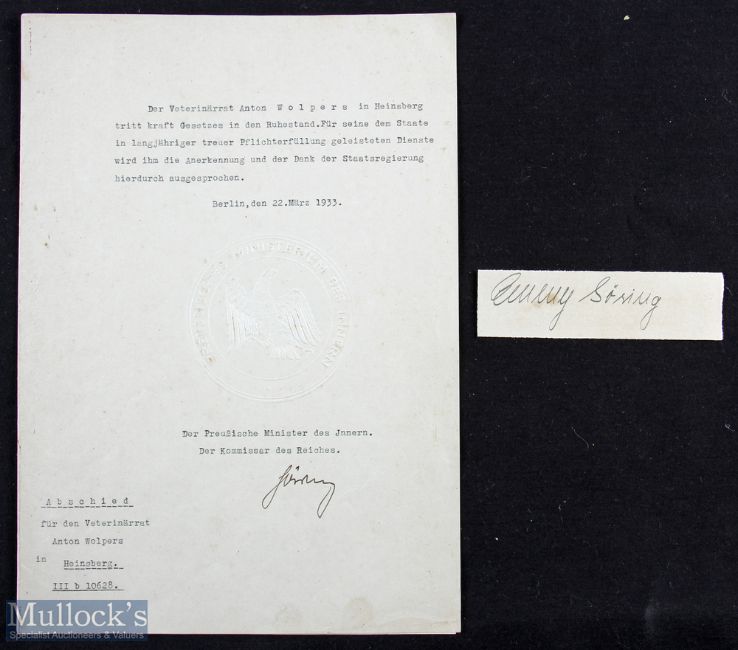 Der Veterinärrat Anton W o l p e r s in Heinsberg
tritt kraft Gesetzes in den Ruhestand.Für seine dem Staate
in langjähriger treuer Pflichterfüllung geleisteten Dienste
wird ihm die Anerkennung und der Dank der Staatsregierung
hierdurch ausgesprochen.
Berlin,den 22.März 1933.
MINISTERIUM DES INNERN
Der Preußische Minister des Jnnern.
Der Kommissar des Reiches.
Göring
A b s c h i e d
für den Veterinärrat
Anton Wolpers
in Heinsberg.
III b 10628.
Emmy Göring
Mullock's
Specialist Auctioneers & Valuers